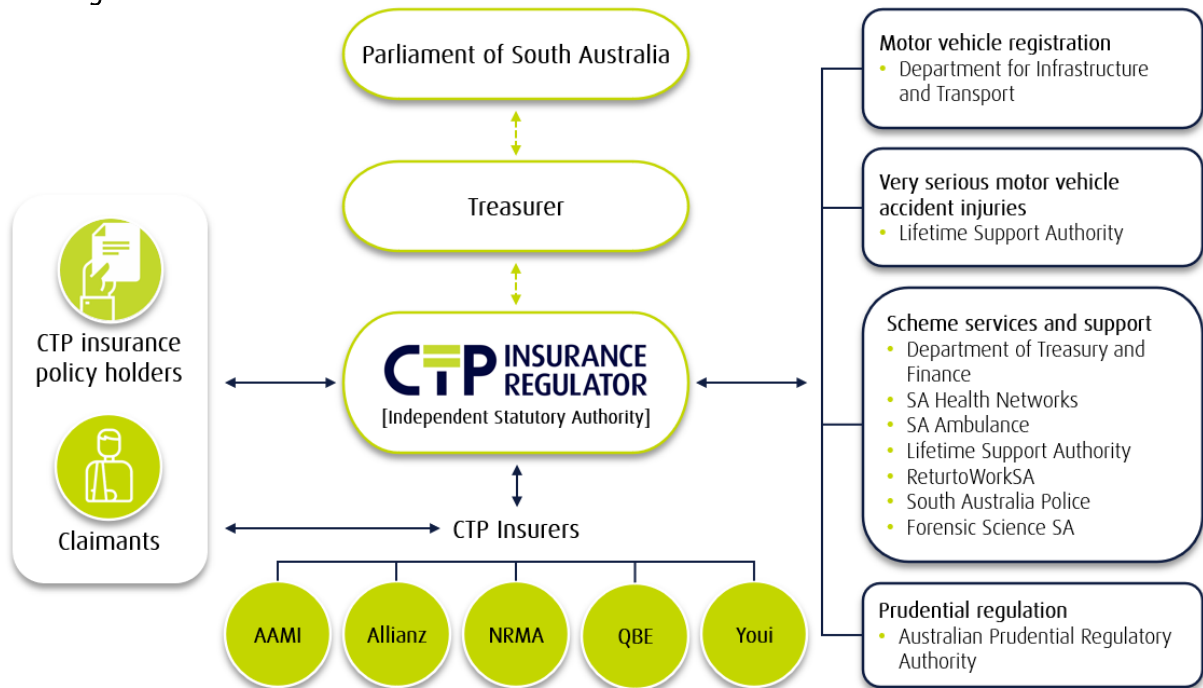 Parliament of South Australia
Treasurer
CTP INSURANCE
REGULATOR
[Independent Statutory Authority]
CTP insurance
policy holders
Claimants
CTP Insurers
AAMI
Allianz
NRMA
QBE
Youi
Motor vehicle registration
• Department for Infrastructure
and Transport
Very serious motor vehicle
accident injuries
• Lifetime Support Authority
Scheme services and support
• Department of Treasury and
Finance
• SA Health Networks
• SA Ambulance
• Lifetime Support Authority
• ReturtoWorkSA
• South Australia Police
• Forensic Science SA
Prudential regulation
• Australian Prudential Regulatory
Authority